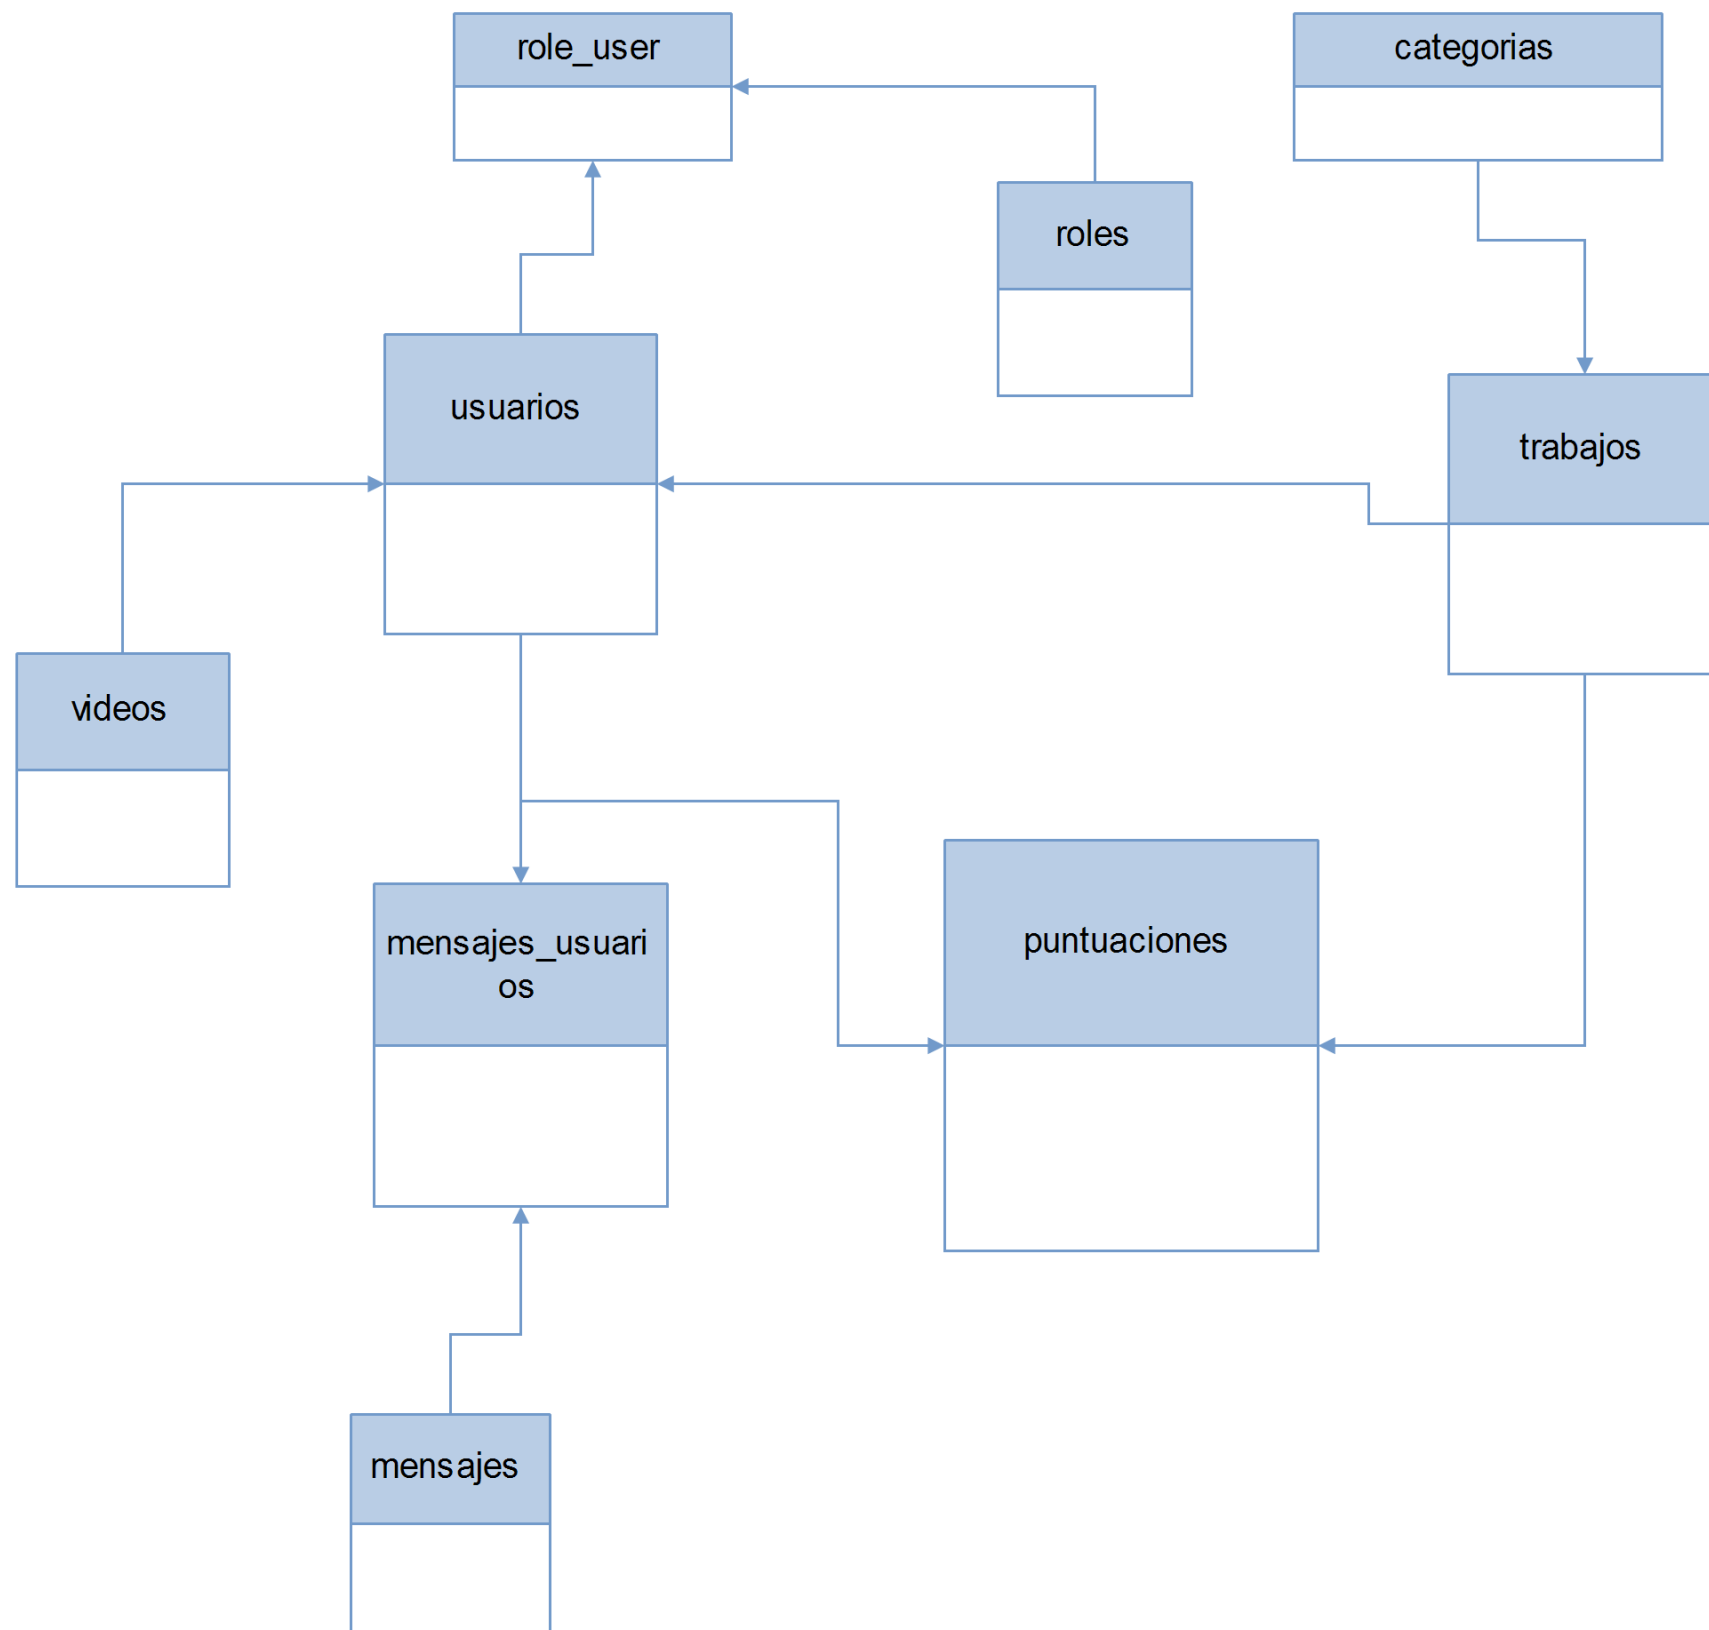 role_user
categorias
roles
usuarios
trabajos
videos
mensajes_usuari
os
puntuaciones
mensajes